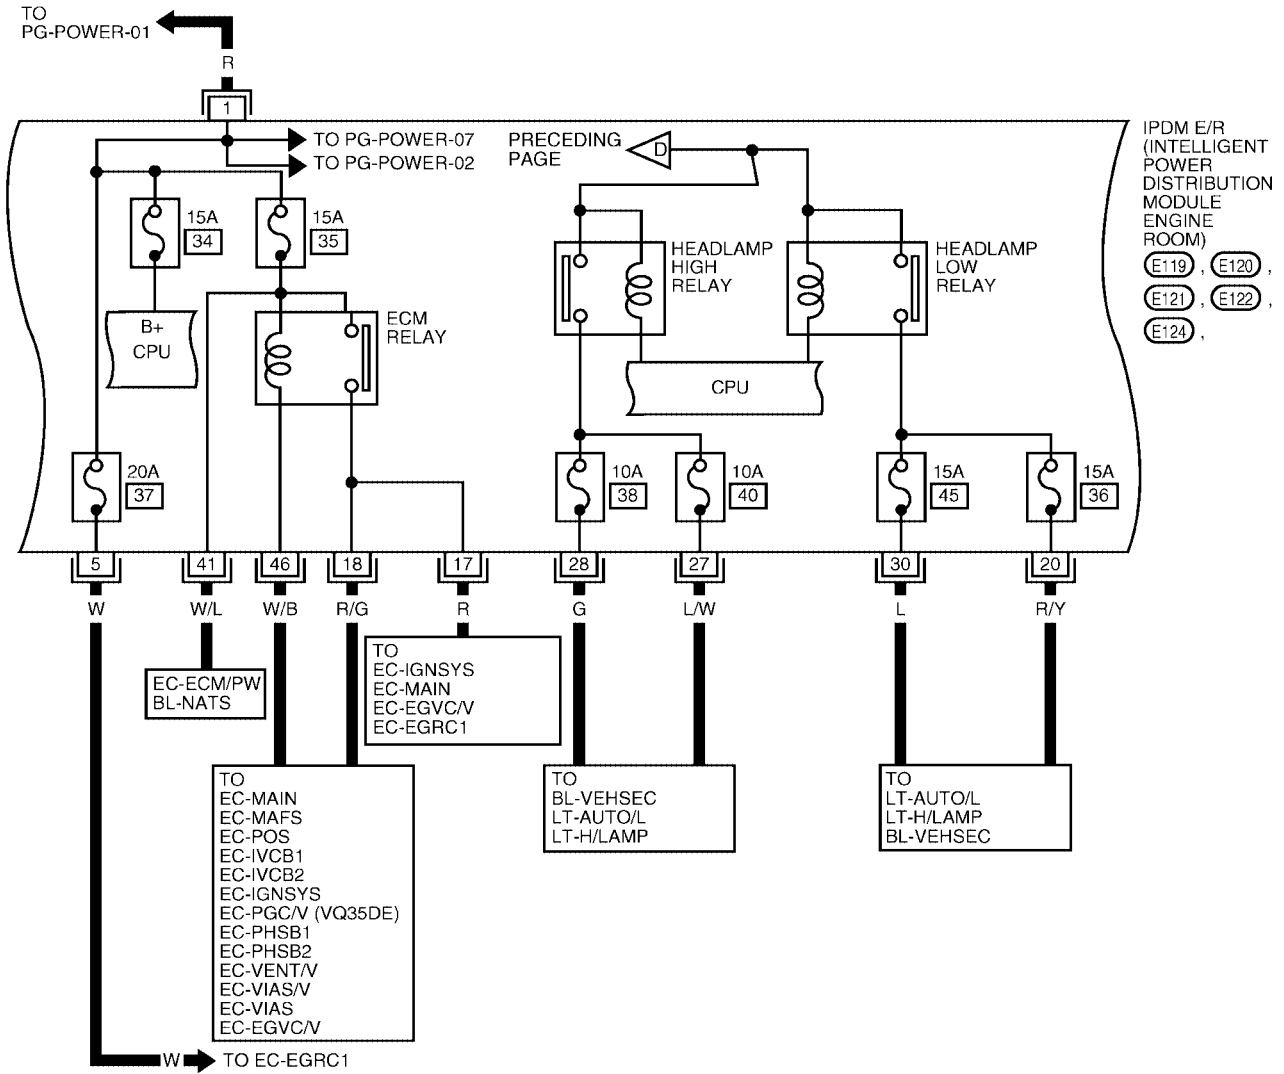 TO
PG-POWER-01
R
1
TO PG-POWER-07
TO PG-POWER-02
PRECEDING
PAGE
D
IPDM E/R
(INTELLIGENT
POWER
DISTRIBUTION
MODULE
ENGINE
ROOM)
E119 , E120 ,
E121 , E122 ,
E124 ,
15A
34
15A
35
HEADLAMP
HIGH
RELAY
HEADLAMP
LOW
RELAY
B+
CPU
ECM
RELAY
CPU
20A
37
10A
38
10A
40
15A
45
15A
36
5 41 46 18 17 28 27 30 20
W W/L W/B R/G R G L/W L R/Y
EC-ECM/PW
BL-NATS
TO
EC-IGNSYS
EC-MAIN
EC-EGVC/V
EC-EGRC1
TO
EC-MAIN
EC-MAFS
EC-POS
EC-IVCB1
EC-IVCB2
EC-IGNSYS
EC-PGC/V (VQ35DE)
EC-PHSB1
EC-PHSB2
EC-VENT/V
EC-VIAS/V
EC-VIAS
EC-EGVC/V
TO
BL-VEHSEC
LT-AUTO/L
LT-H/LAMP
TO
LT-AUTO/L
LT-H/LAMP
BL-VEHSEC
W TO EC-EGRC1